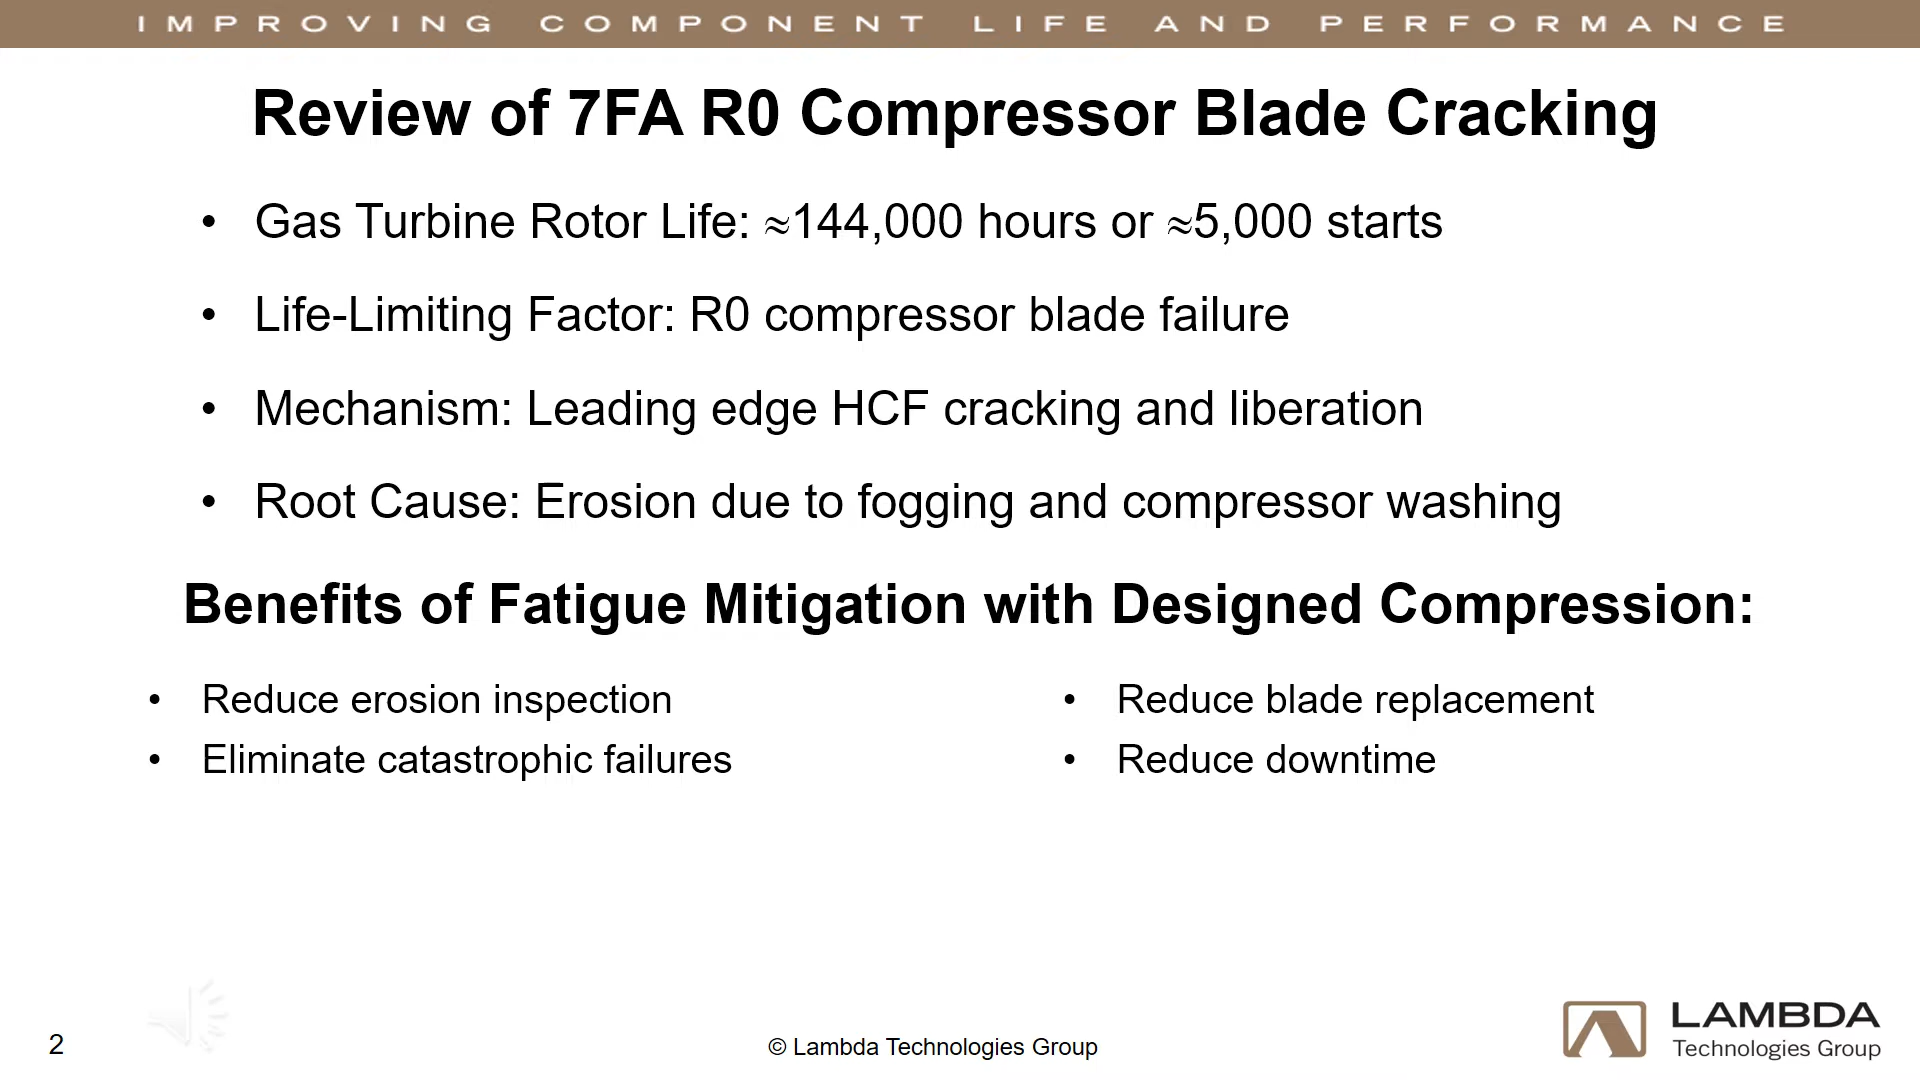 IMPROVING COMPONENT LIFE AND PERFORMANCE
Review of 7FA R0 Compressor Blade Cracking
• Gas Turbine Rotor Life: ≈144,000 hours or ≈5,000 starts
• Life-Limiting Factor: R0 compressor blade failure
• Mechanism: Leading edge HCF cracking and liberation
• Root Cause: Erosion due to fogging and compressor washing
Benefits of Fatigue Mitigation with Designed Compression:
• Reduce erosion inspection
• Eliminate catastrophic failures
• Reduce blade replacement
• Reduce downtime
2
© Lambda Technologies Group
LAMBDA
Technologies Group